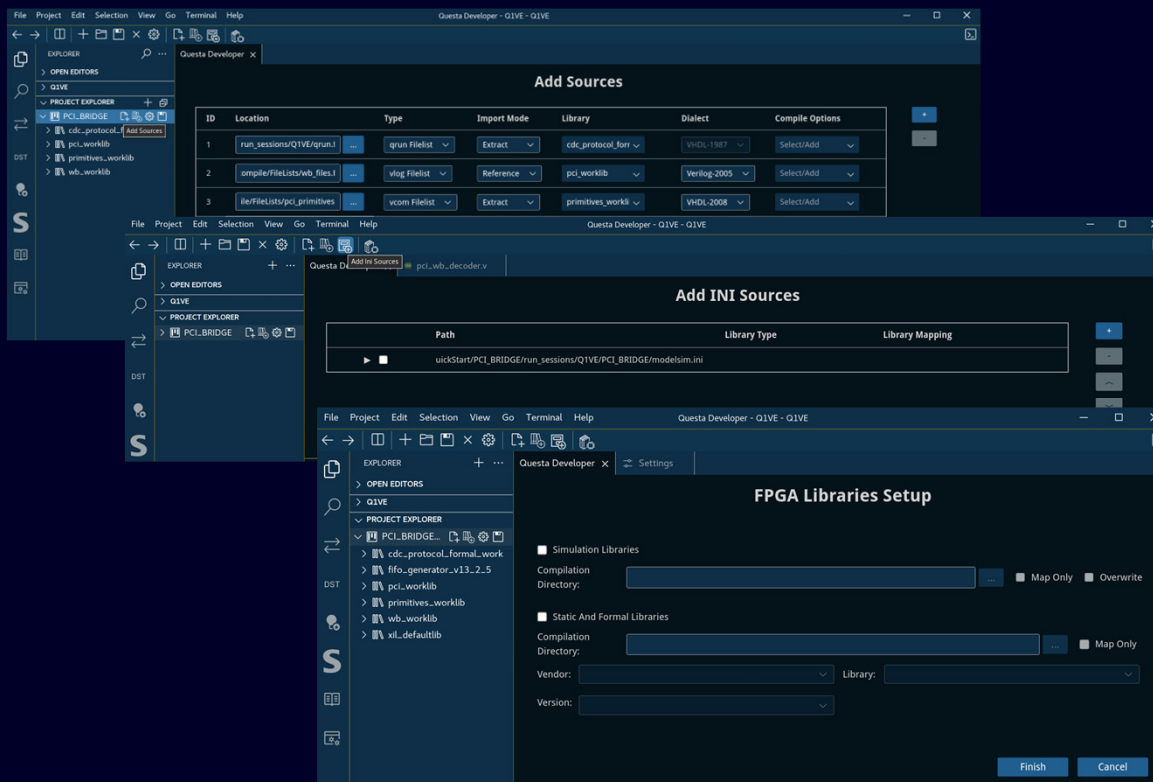 File Project Edit Selection View Go Terminal Help Questa Developer - Q1VE - Q1VE
EXPLORER
Questa Developer
OPEN EDITORS
Q1VE
PROJECT EXPLORER
PCI_BRIDGE
Add Sources
pci_worklib
primitives_worklib
wb_worklib
DST
S
Add Sources
ID Location Type Import Mode Library Dialect Compile Options
1 run_sessions/Q1VE/qrun. ... qrun Filelist Extract cdc_protocol_forr VHDL-1987 Select/Add
2 ompile/FileLists/wb_files. ... vlog Filelist Reference pci_worklib Verilog-2005 Select/Add
3 ile/FileLists/pci_primitives ... vcom Filelist Extract primitives_workli VHDL-2008 Select/Add
+
-
File Project Edit Selection View Go Terminal Help Questa Developer - Q1VE - Q1VE
EXPLORER
Questa De
Add Ini Sources
pci_wb_decoder.v
OPEN EDITORS
Q1VE
PROJECT EXPLORER
PCI_BRIDGE
DST
S
Add INI Sources
Path Library Type Library Mapping
uickStart/PCI_BRIDGE/run_sessions/Q1VE/PCI_BRIDGE/modelsim.ini
+
-
File Project Edit Selection View Go Terminal Help Questa Developer - Q1VE - Q1VE
EXPLORER
Questa Developer
Settings
OPEN EDITORS
Q1VE
PROJECT EXPLORER
PCI_BRIDGE...
cdc_protocol_formal_work
fifo_generator_v13_2_5
pci_worklib
primitives_worklib
wb_worklib
xil_defaultlib
DST
S
FPGA Libraries Setup
Simulation Libraries
Compilation Directory: ... Map Only Overwrite
Static And Formal Libraries
Compilation Directory: ... Map Only
Vendor: Library:
Version:
Finish Cancel